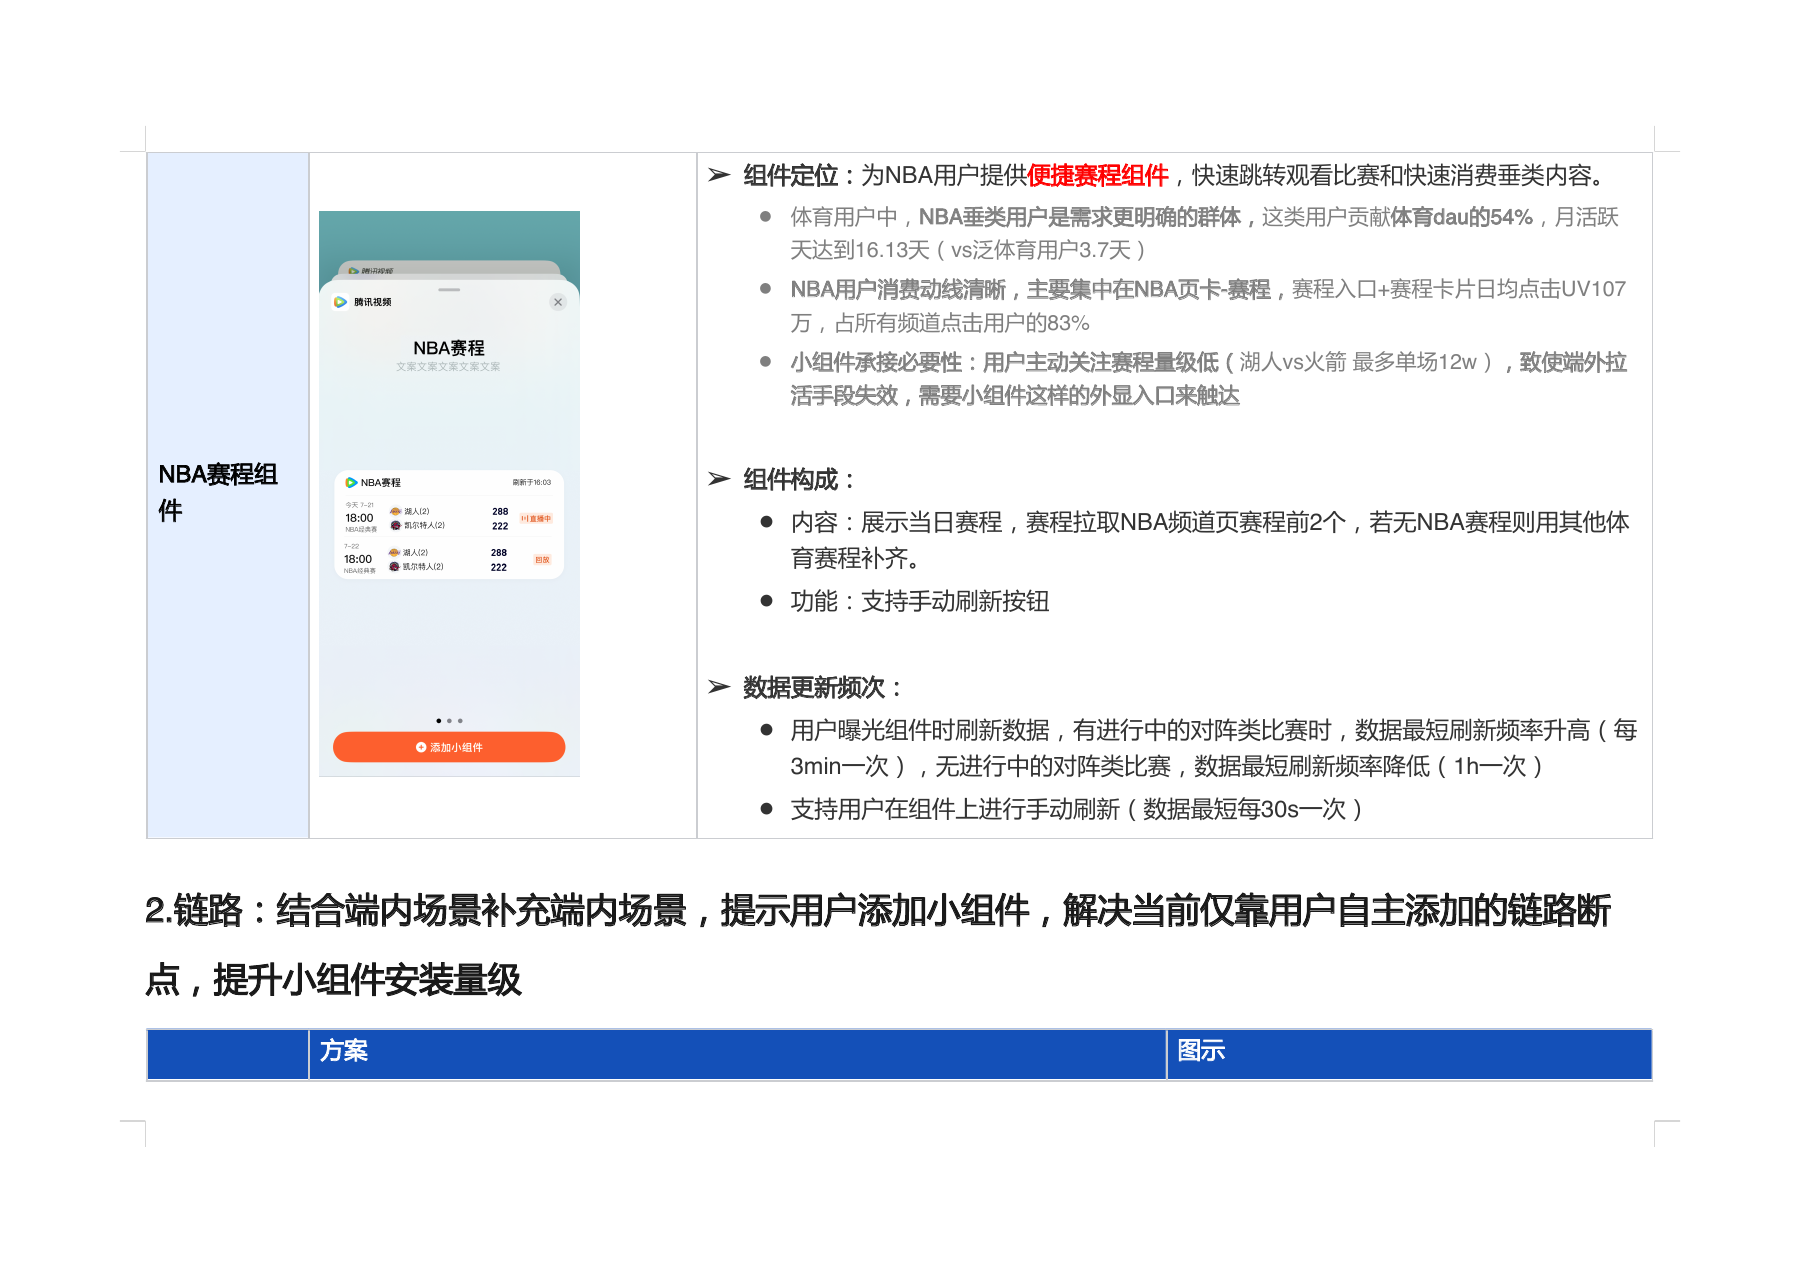 NBA赛程组
件
腾讯视频
腾讯视频
NBA赛程
文案文案文案文案文案
NBA赛程
刷新于16:03
今天 7-21
18:00
NBA经典赛
湖人(2)
288
凯尔特人(2)
222
直播中
7-22
18:00
NBA经典赛
湖人(2)
288
凯尔特人(2)
222
回放
添加小组件
➢ 组件定位：为NBA用户提供便捷赛程组件，快速跳转观看比赛和快速消费垂类内容。
● 体育用户中，NBA垂类用户是需求更明确的群体，这类用户贡献体育dau的54%，月活跃
天达到16.13天（vs泛体育用户3.7天）
● NBA用户消费动线清晰，主要集中在NBA页卡-赛程，赛程入口+赛程卡片日均点击UV107
万，占所有频道点击用户的83%
● 小组件承接必要性：用户主动关注赛程量级低（湖人vs火箭 最多单场12w），致使端外拉
活手段失效，需要小组件这样的外显入口来触达
➢ 组件构成：
● 内容：展示当日赛程，赛程拉取NBA频道页赛程前2个，若无NBA赛程则用其他体
育赛程补齐。
● 功能：支持手动刷新按钮
➢ 数据更新频次：
● 用户曝光组件时刷新数据，有进行中的对阵类比赛时，数据最短刷新频率升高（每
3min一次），无进行中的对阵类比赛，数据最短刷新频率降低（1h一次）
● 支持用户在组件上进行手动刷新（数据最短每30s一次）
2.链路：结合端内场景补充端内场景，提示用户添加小组件，解决当前仅靠用户自主添加的链路断
点，提升小组件安装量级
方案
图示